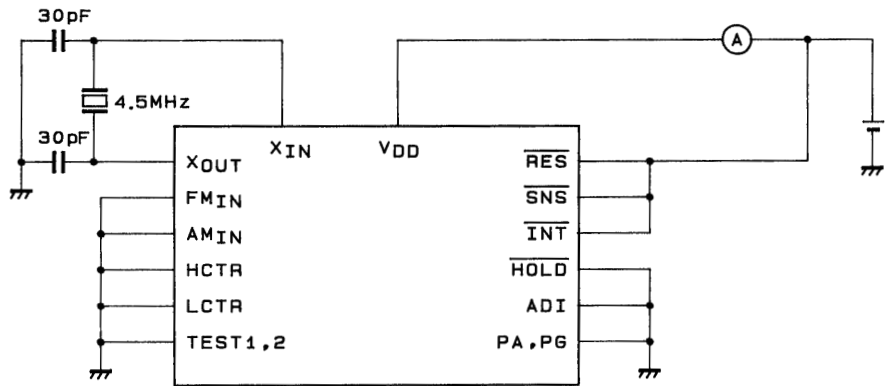 30pF
A
4.5MHz
30pF
XIN
VDD
XOUT
RES
FMIN
SNS
AMIN
INT
HCTR
HOLD
LCTR
ADI
TEST1,2
PA,PG